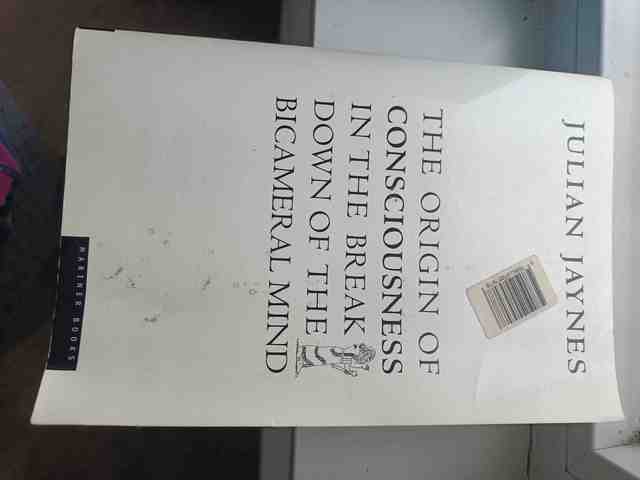 JULIAN JAYNES
THE ORIGIN OF
CONSCIOUSNESS
IN THE BREAK
DOWN OF THE
BICAMERAL MIND
MARINER BOOKS